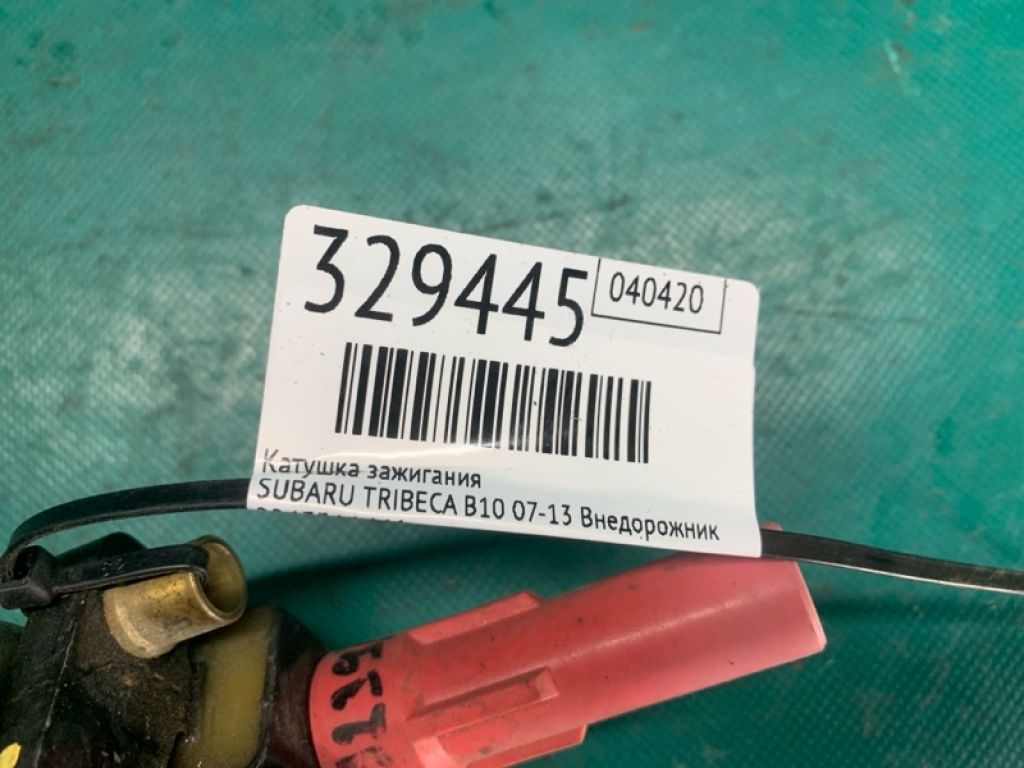 329445
040420
Катушка зажигания
SUBARU TRIBECA B10 07-13 Внедорожник